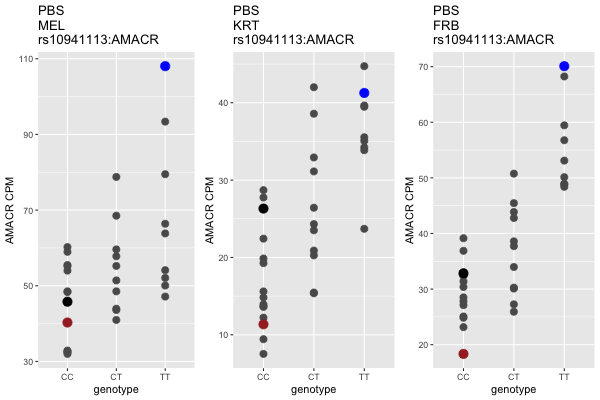 PBS
MEL
rs10941113:AMACR
110
90
70
50
30
AMACR CPM
CC
CT
TT
genotype
PBS
KRT
rs10941113:AMACR
40
30
20
10
AMACR CPM
CC
CT
TT
genotype
PBS
FRB
rs10941113:AMACR
70
60
50
40
30
20
AMACR CPM
CC
CT
TT
genotype